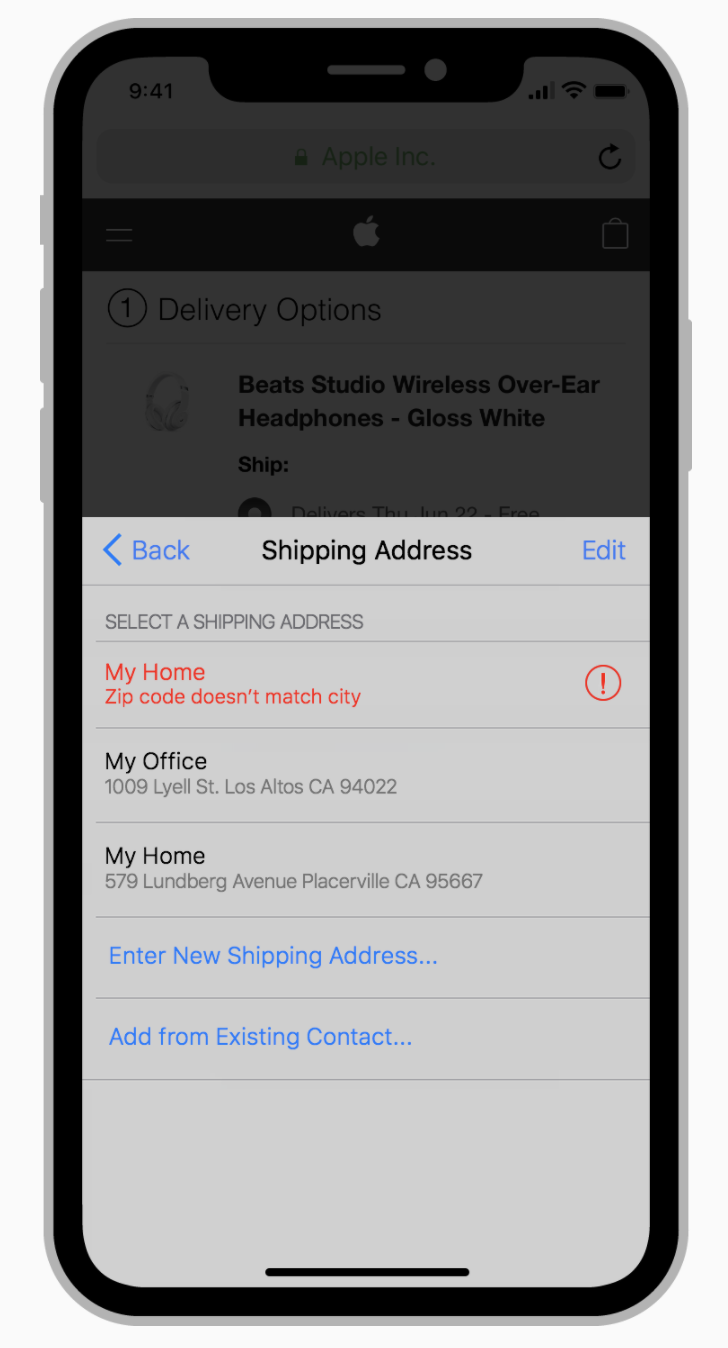 9:41
Apple Inc.
1 Delivery Options
Beats Studio Wireless Over-Ear
Headphones - Gloss White
Ship:
Delivers Thu Jun 22 - Free
Back Shipping Address Edit
SELECT A SHIPPING ADDRESS
My Home
Zip code doesn’t match city
!
My Office
1009 Lyell St. Los Altos CA 94022
My Home
579 Lundberg Avenue Placerville CA 95667
Enter New Shipping Address...
Add from Existing Contact...